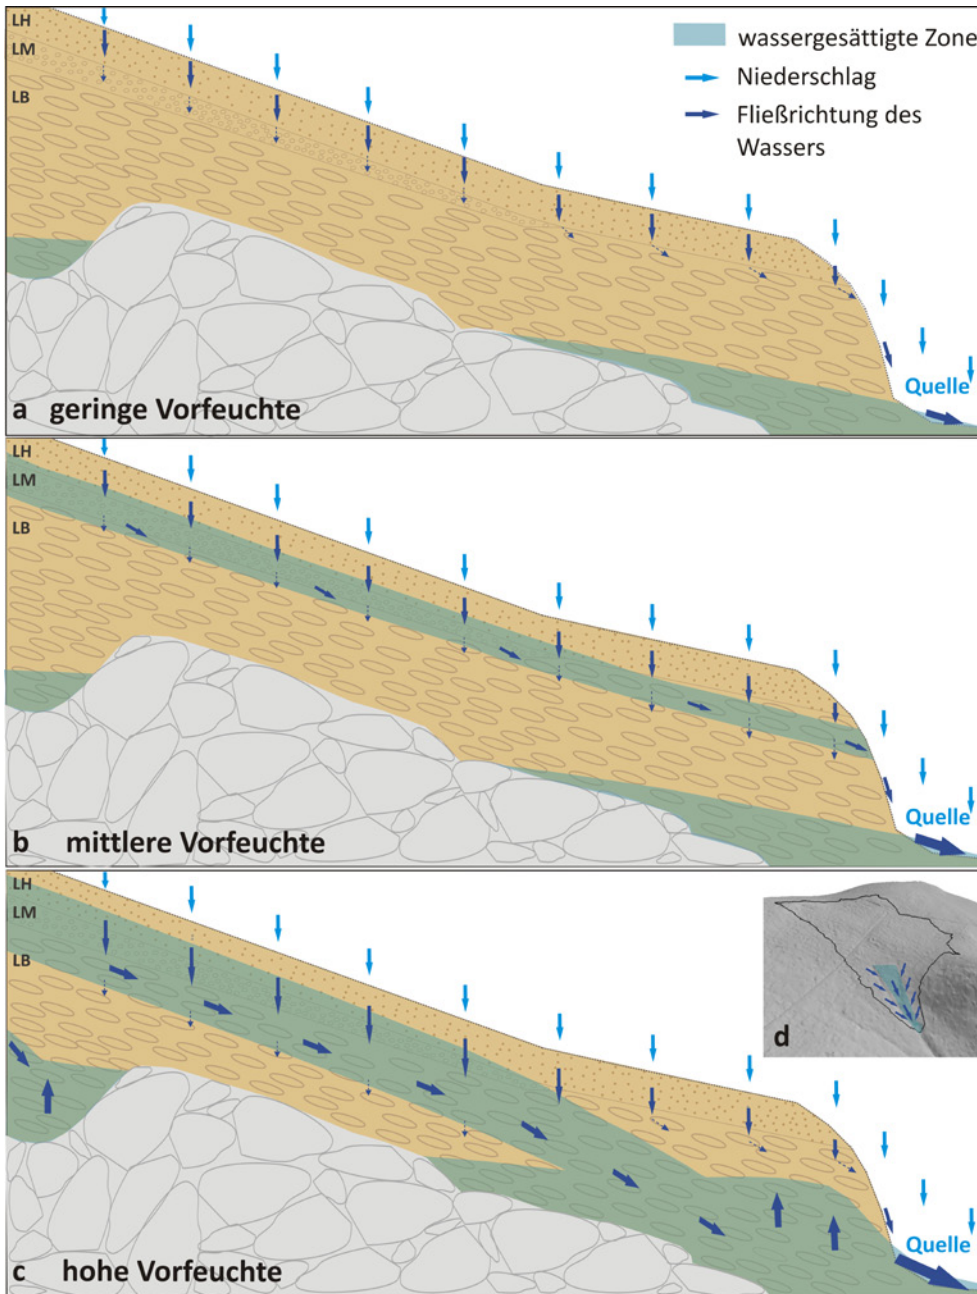 LH
LM
LB
wassergesättigte Zone
Niederschlag
Fließrichtung des
Wassers
Quelle
a geringe Vorfeuchte
LH
LM
LB
Quelle
b mittlere Vorfeuchte
LH
LM
LB
d
Quelle
c hohe Vorfeuchte